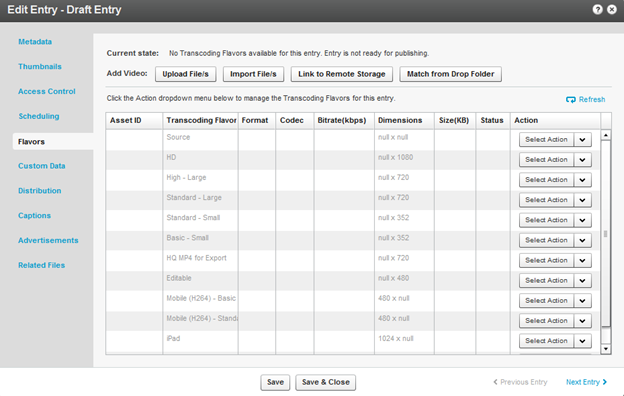 Edit Entry - Draft Entry
Metadata
Thumbnails
Access Control
Scheduling
Flavors
Custom Data
Distribution
Captions
Advertisements
Related Files
Current state: No Transcoding Flavors available for this entry. Entry is not ready for publishing.
Add Video: Upload File/s Import File/s Link to Remote Storage Match from Drop Folder
Click the Action dropdown menu below to manage the Transcoding Flavors for this entry. Refresh
Asset ID Transcoding Flavor Format Codec Bitrate(kbps) Dimensions Size(KB) Status Action
Source null x null Select Action
HD null x 1080 Select Action
High - Large null x 720 Select Action
Standard - Large null x 720 Select Action
Standard - Small null x 352 Select Action
Basic - Small null x 352 Select Action
HQ MP4 for Export null x 720 Select Action
Editable null x 480 Select Action
Mobile (H264) - Basic 480 x null Select Action
Mobile (H264) - Standa 480 x null Select Action
iPad 1024 x null Select Action
Save Save & Close Previous Entry Next Entry